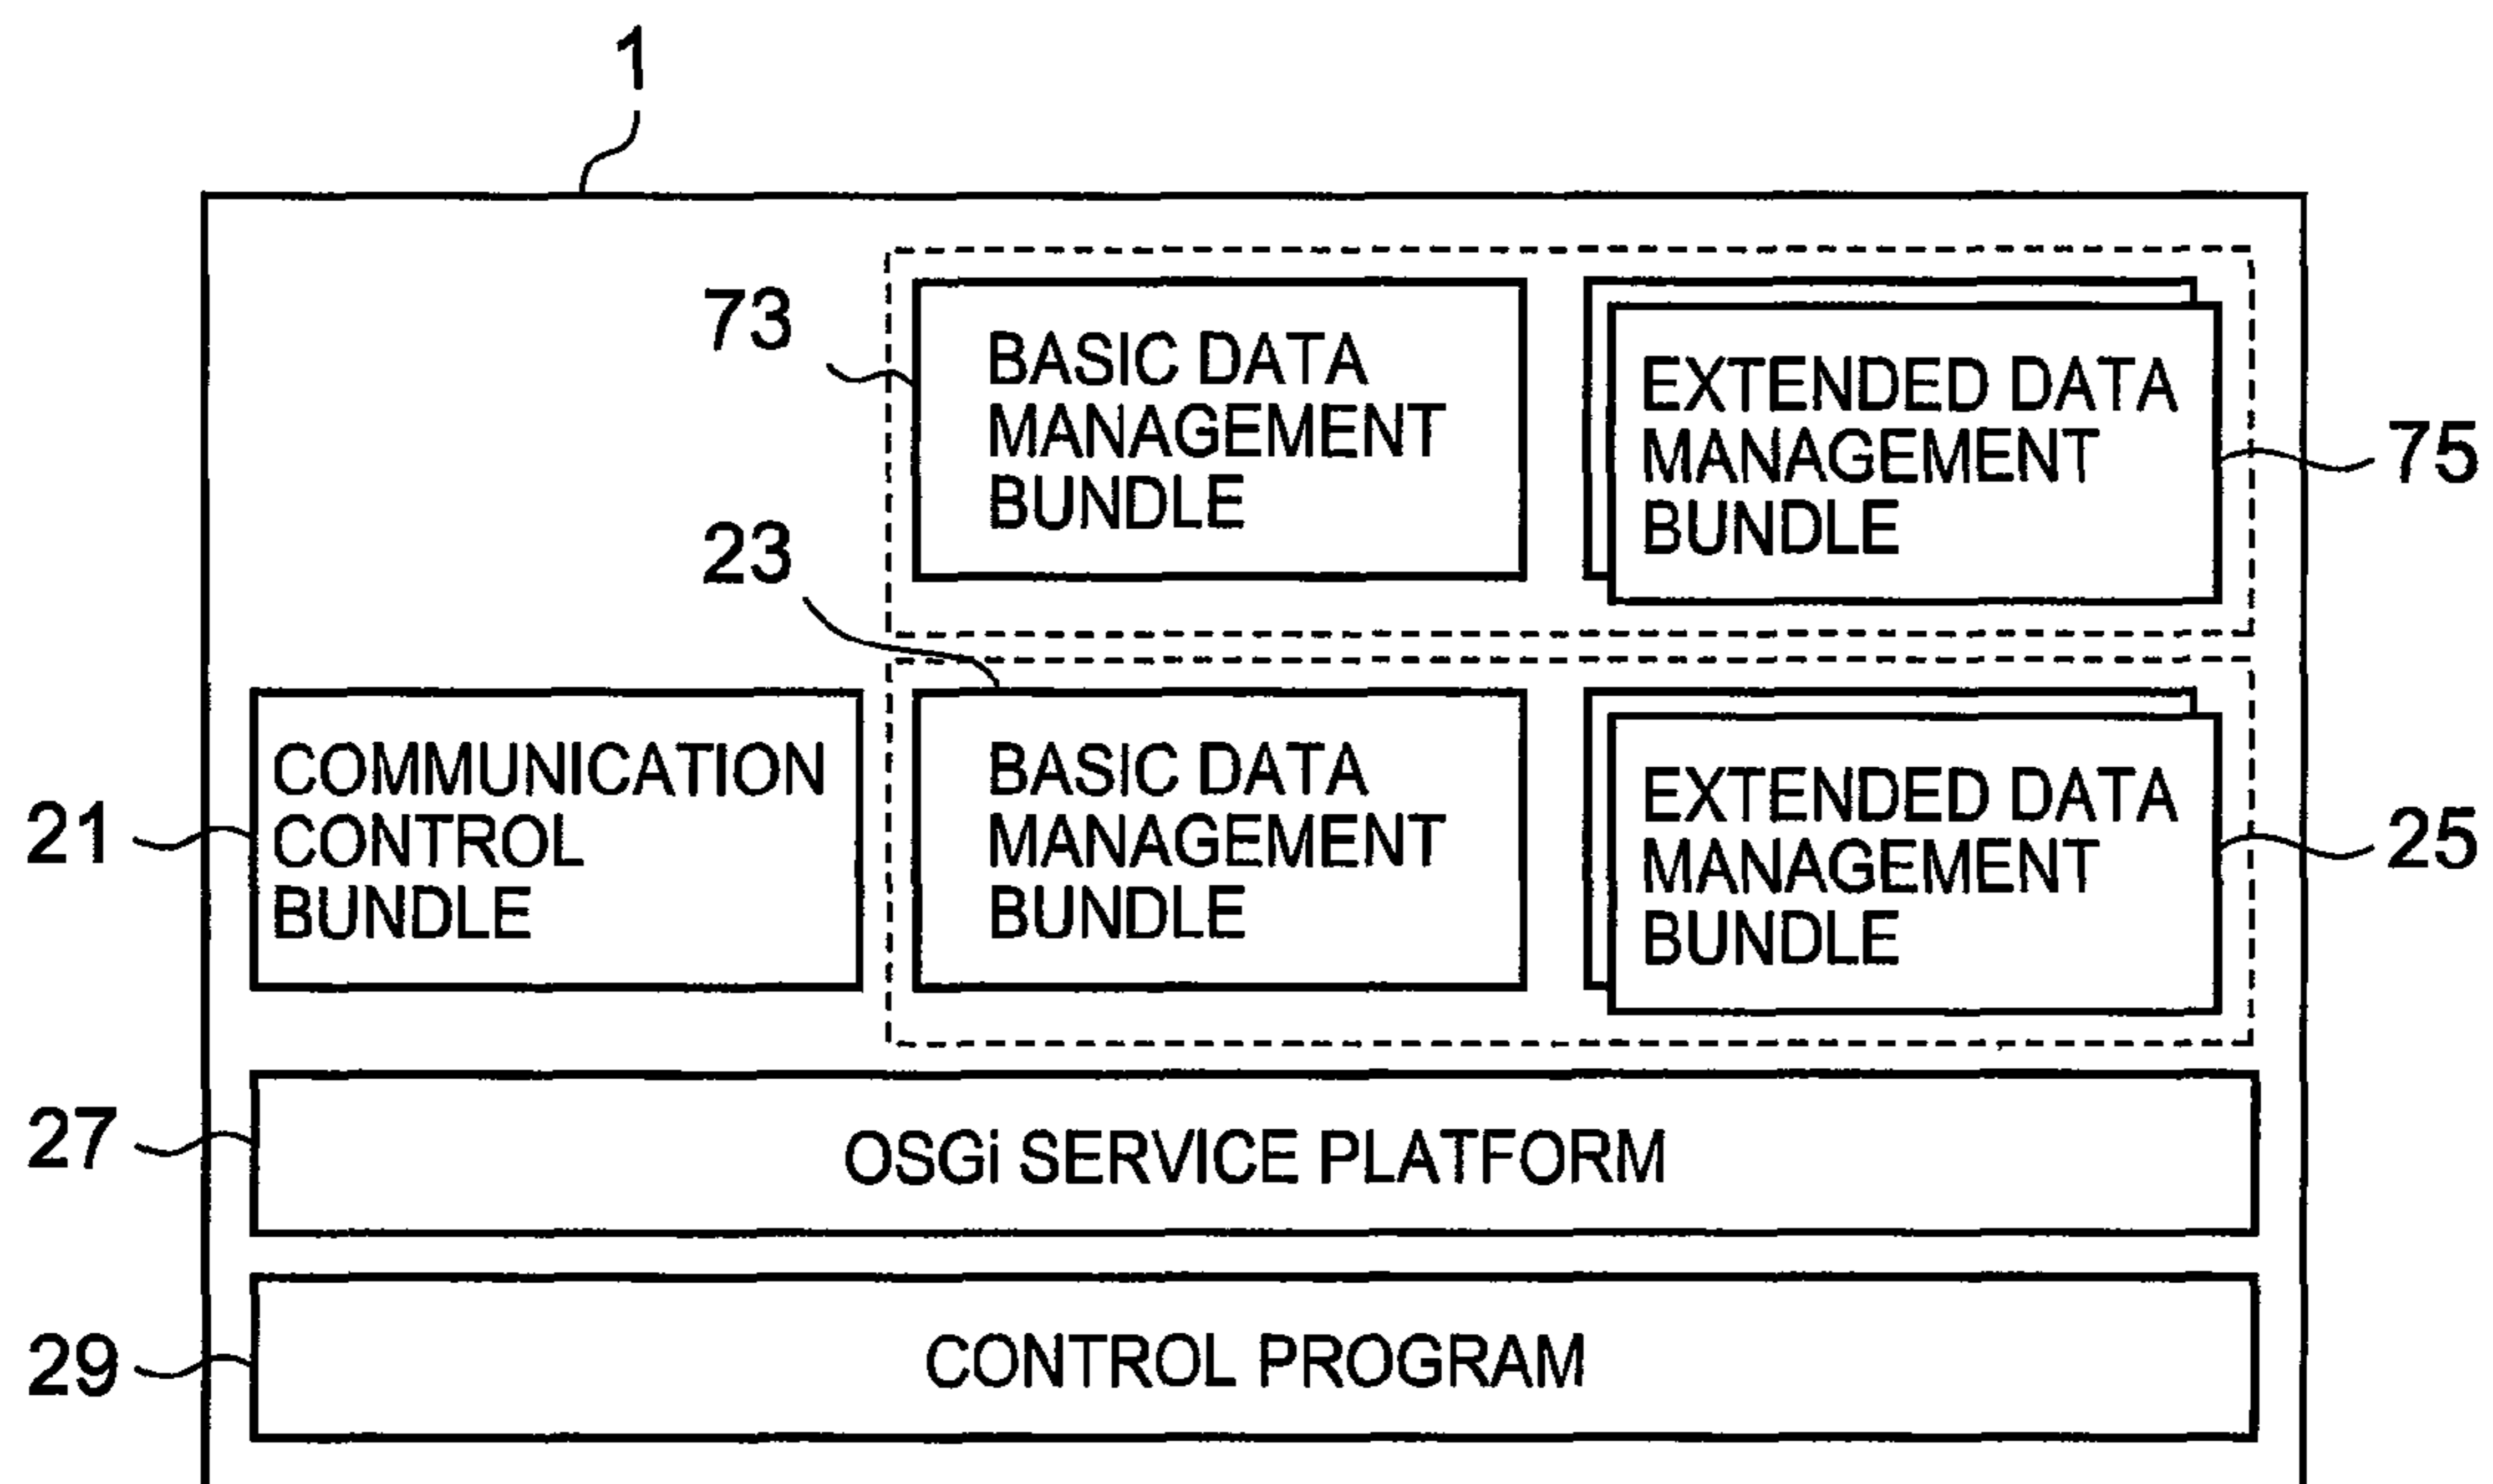 1
73
BASIC DATA
MANAGEMENT
BUNDLE
EXTENDED DATA
MANAGEMENT
BUNDLE
75
23
21
COMMUNICATION
CONTROL
BUNDLE
BASIC DATA
MANAGEMENT
BUNDLE
EXTENDED DATA
MANAGEMENT
BUNDLE
25
27
OSGi SERVICE PLATFORM
29
CONTROL PROGRAM